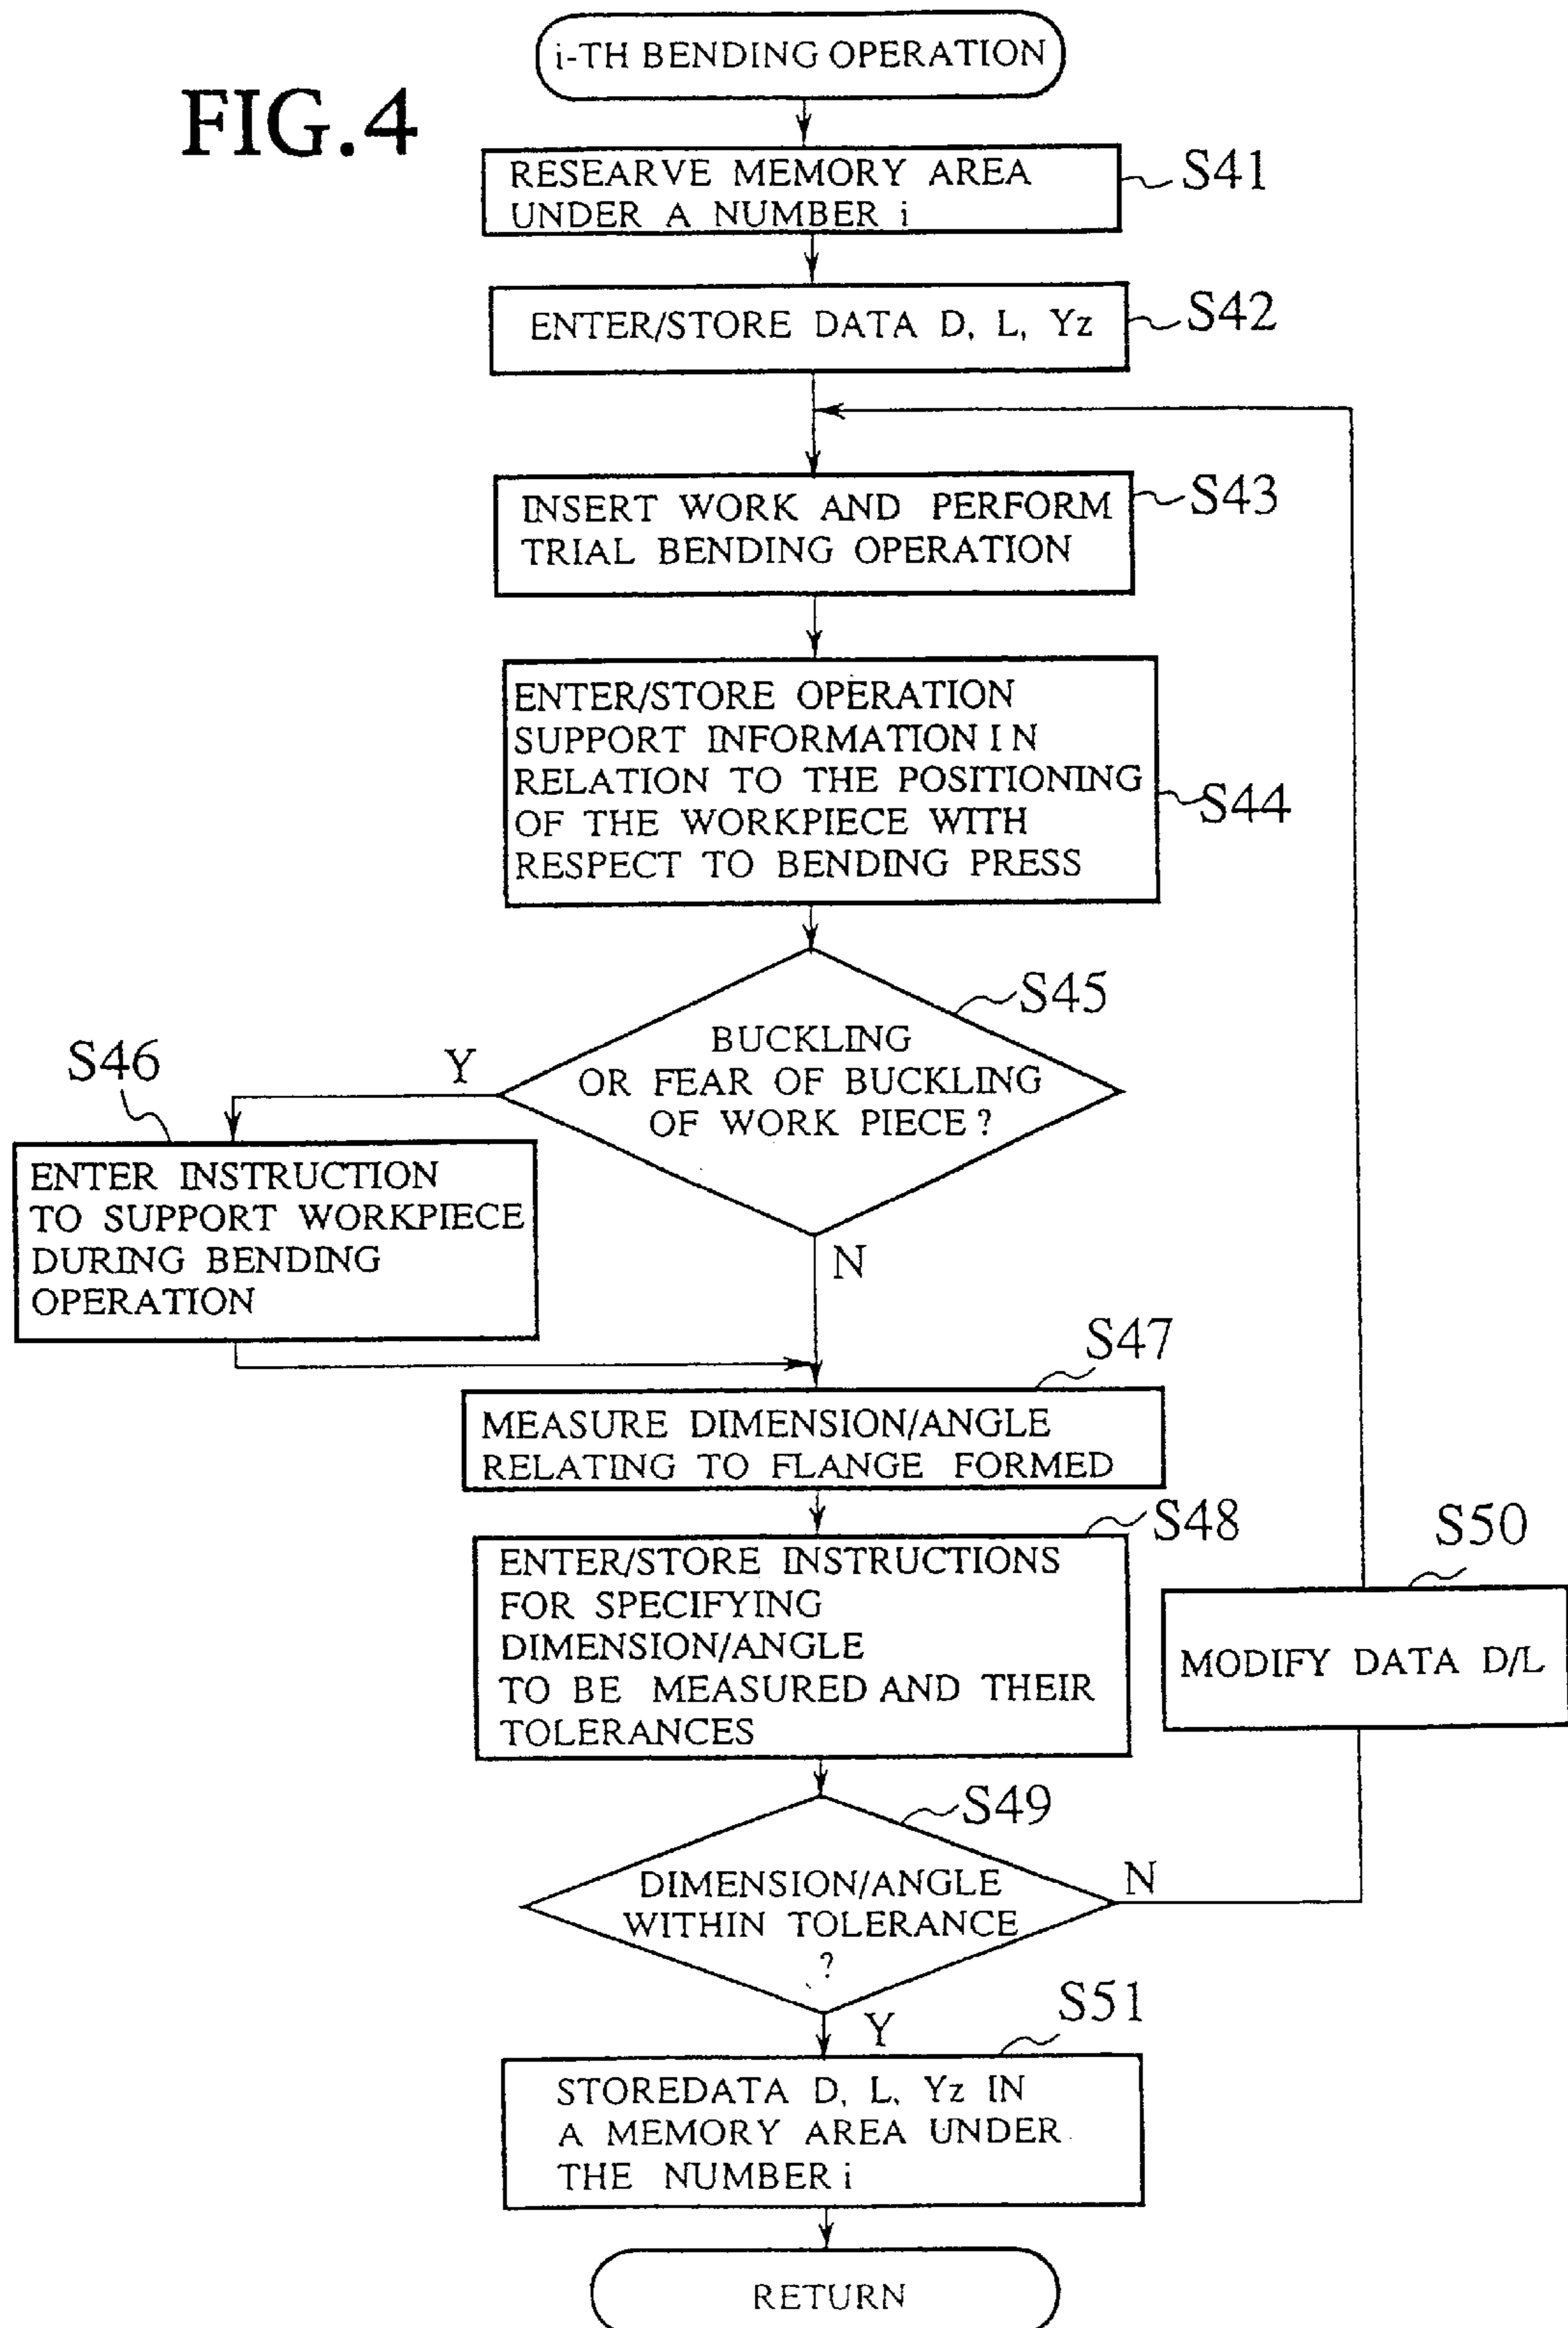 FIG.4
i-TH BENDING OPERATION
RESEARVE MEMORY AREA
UNDER A NUMBER i
S41
ENTER/STORE DATA D, L, Yz
S42
INSERT WORK AND PERFORM
TRIAL BENDING OPERATION
S43
ENTER/STORE OPERATION
SUPPORT INFORMATION IN
RELATION TO THE POSITIONING
OF THE WORKPIECE WITH
RESPECT TO BENDING PRESS
S44
BUCKLING
OR FEAR OF BUCKLING
OF WORK PIECE?
S45
Y
N
S46
ENTER INSTRUCTION
TO SUPPORT WORKPIECE
DURING BENDING
OPERATION
S47
MEASURE DIMENSION/ANGLE
RELATING TO FLANGE FORMED
S48
ENTER/STORE INSTRUCTIONS
FOR SPECIFYING
DIMENSION/ANGLE
TO BE MEASURED AND THEIR
TOLERANCES
S50
MODIFY DATA D/L
S49
DIMENSION/ANGLE
WITHIN TOLERANCE
?
N
Y
S51
STOREDATA D, L, Yz IN
A MEMORY AREA UNDER
THE NUMBER i
RETURN